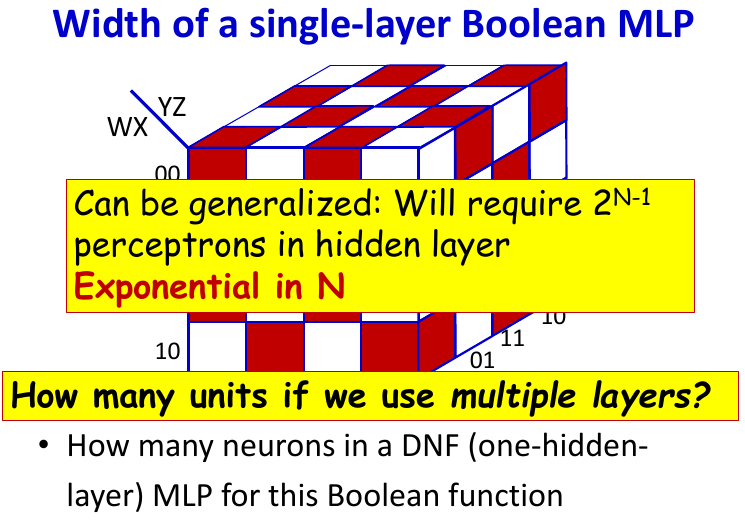 Width of a single-layer Boolean MLP
YZ
WX
00
Can be generalized: Will require 2^N-1
perceptrons in hidden layer
Exponential in N
10
11
10
01
How many units if we use multiple layers?
• How many neurons in a DNF (one-hidden-
layer) MLP for this Boolean function